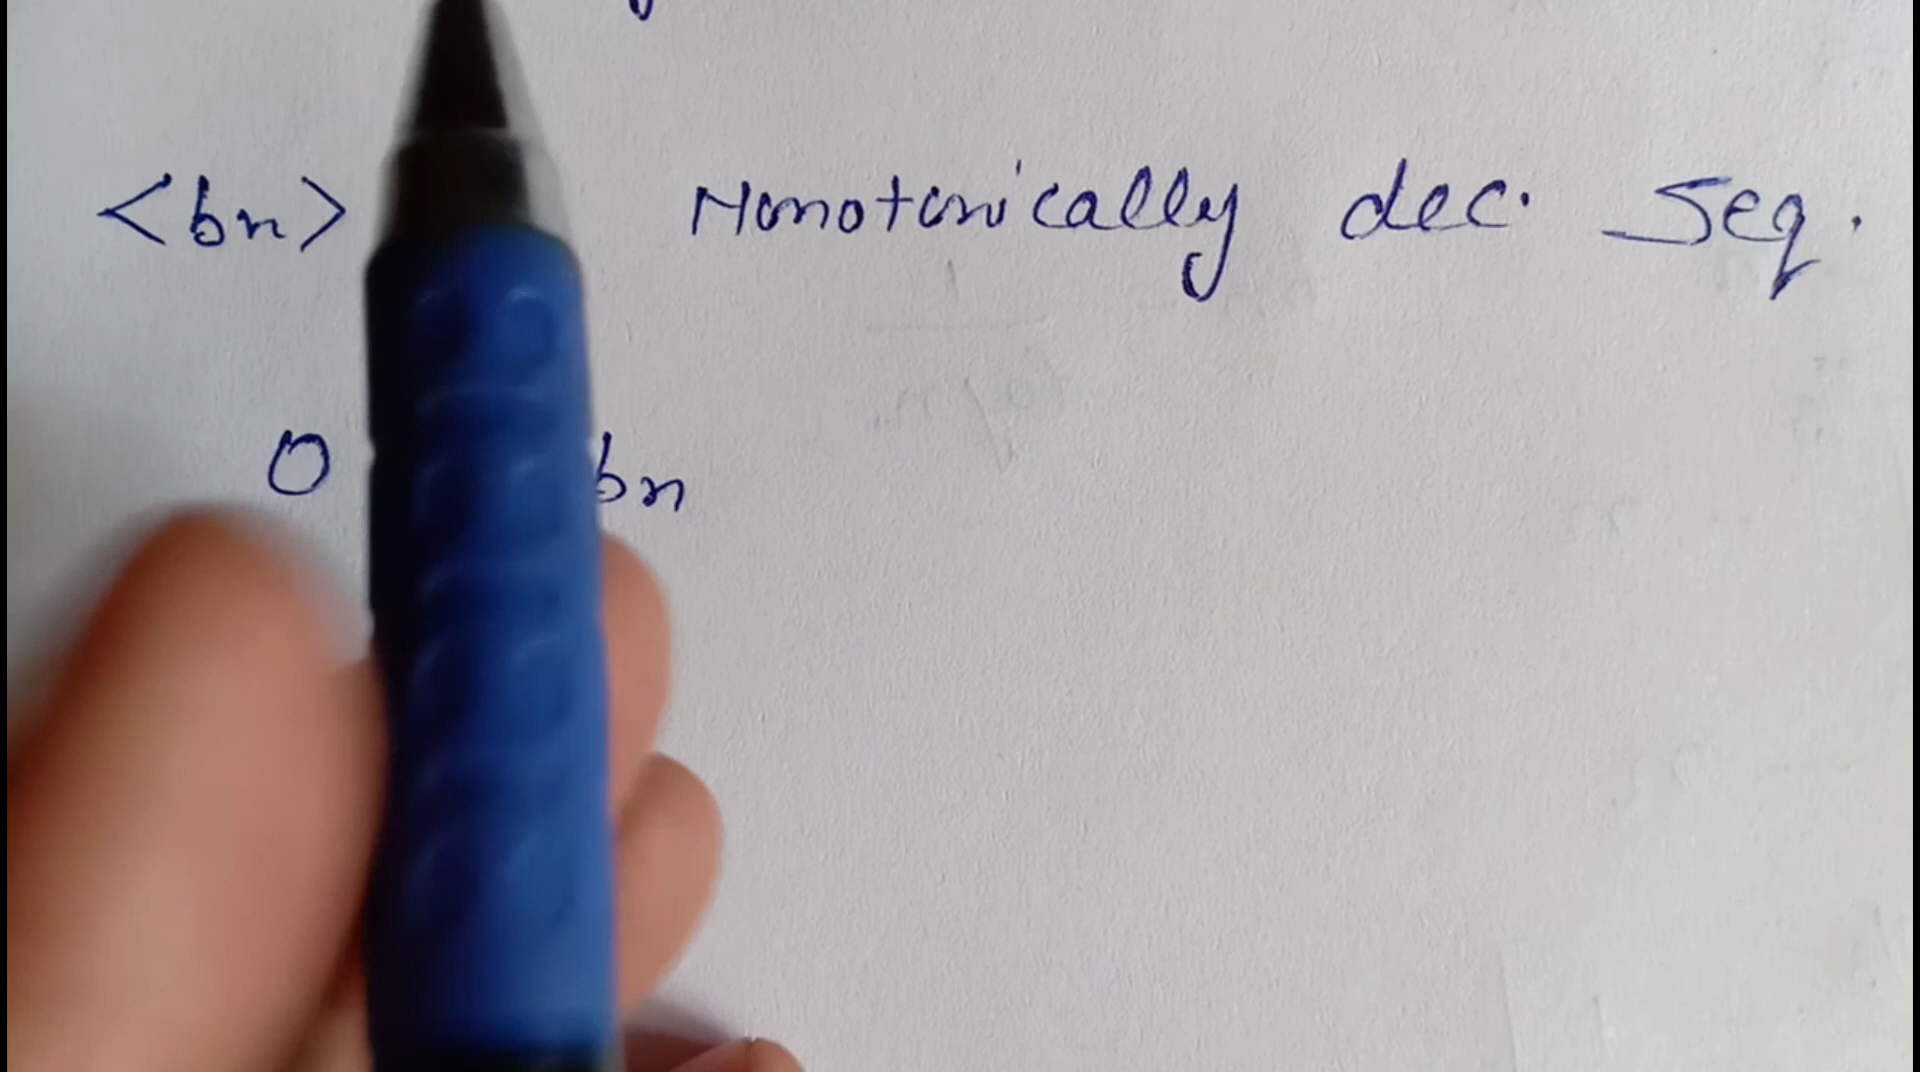 <bn> Monotonically dec. Seq.
0 bn